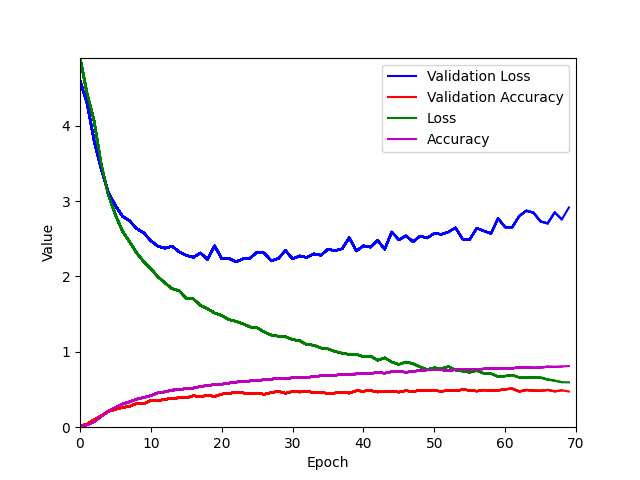 Validation Loss
Validation Accuracy
Loss
Accuracy
4
3
2
1
0
Value
0 10 20 30 40 50 60 70
Epoch